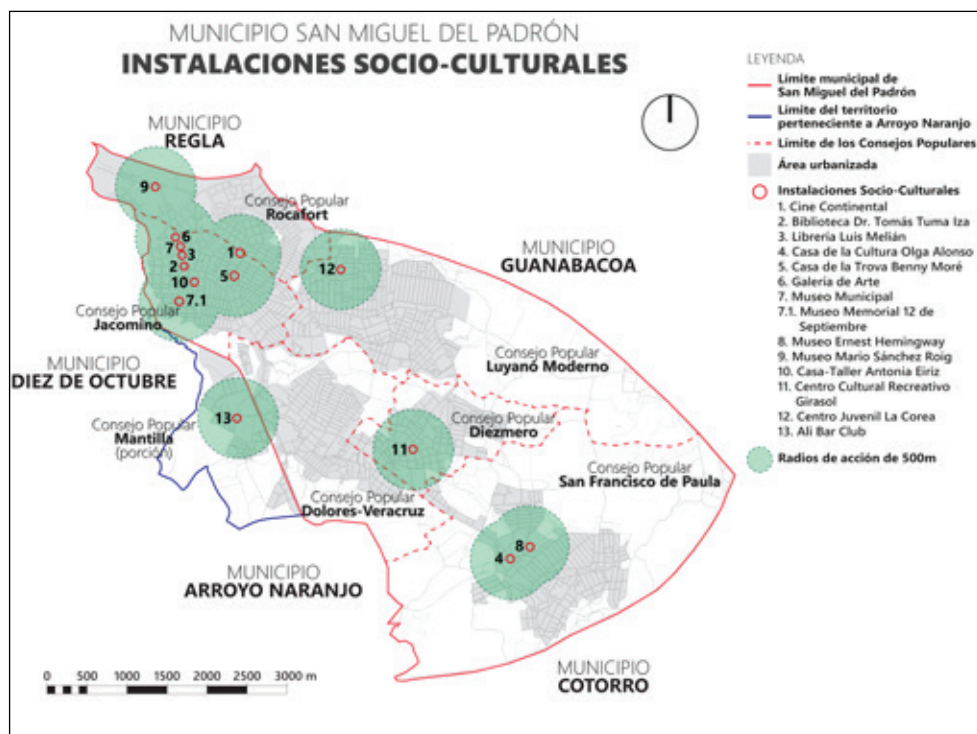 MUNICIPIO SAN MIGUEL DEL PADRÓN
INSTALACIONES SOCIO-CULTURALES
MUNICIPIO
REGLA
9
Consejo Popular
Rocafort
6
7
3
2
10
7.1
1
5
12
Consejo Popular
Jacomino
MUNICIPIO
GUANABACOA
MUNICIPIO
DIEZ DE OCTUBRE
Consejo Popular
Luyanó Moderno
13
Consejo Popular
Mantilla
(porción)
Consejo Popular
Diezmero
11
Consejo Popular
San Francisco de Paula
Consejo Popular
Dolores-Veracruz
8
4
MUNICIPIO
ARROYO NARANJO
MUNICIPIO
COTORRO
0 500 1000 1500 2000 2500 3000 m
LEYENDA
Límite municipal de
San Miguel del Padrón
Límite del territorio
perteneciente a Arroyo Naranjo
Límite de los Consejos Populares
Área urbanizada
Instalaciones Socio-Culturales
1. Cine Continental
2. Biblioteca Dr. Tomás Tuma Iza
3. Librería Luis Melián
4. Casa de la Cultura Olga Alonso
5. Casa de la Trova Benny Moré
6. Galería de Arte
7. Museo Municipal
7.1. Museo Memorial 12 de
Septiembre
8. Museo Ernest Hemingway
9. Museo Mario Sánchez Roig
10. Casa-Taller Antonia Eiriz
11. Centro Cultural Recreativo
Girasol
12. Centro Juvenil La Corea
13. Ali Bar Club
Radios de acción de 500m